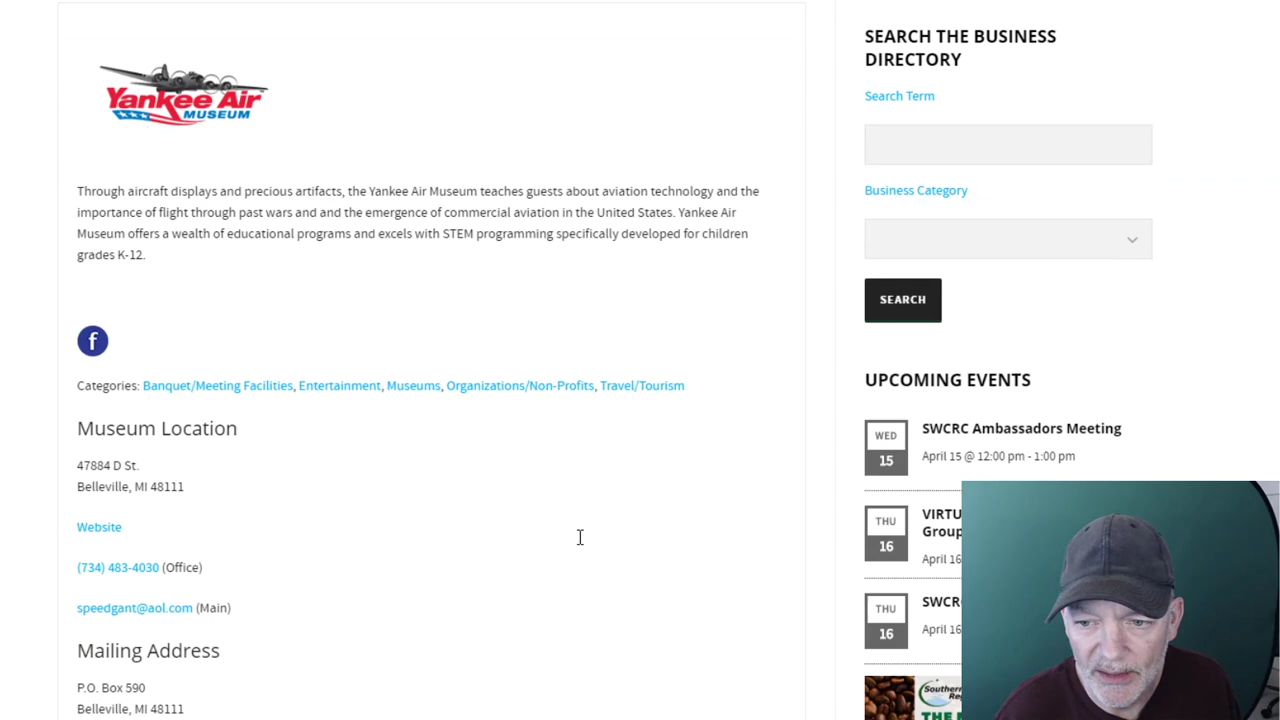 Yankee Air
MUSEUM
Through aircraft displays and precious artifacts, the Yankee Air Museum teaches guests about aviation technology and the
importance of flight through past wars and and the emergence of commercial aviation in the United States. Yankee Air
Museum offers a wealth of educational programs and excels with STEM programming specifically developed for children
grades K-12.
f
Categories: Banquet/Meeting Facilities, Entertainment, Museums, Organizations/Non-Profits, Travel/Tourism
Museum Location
47884 D St.
Belleville, MI 48111
Website
(734) 483-4030 (Office)
speedgant@aol.com (Main)
Mailing Address
P.O. Box 590
Belleville, MI 48111
SEARCH THE BUSINESS
DIRECTORY
Search Term
Business Category
SEARCH
UPCOMING EVENTS
WED
15
SWCRC Ambassadors Meeting
April 15 @ 12:00 pm - 1:00 pm
THU
16
VIRTU
Group
April 16
THU
16
SWCR
April 16
Southern
Re
THE